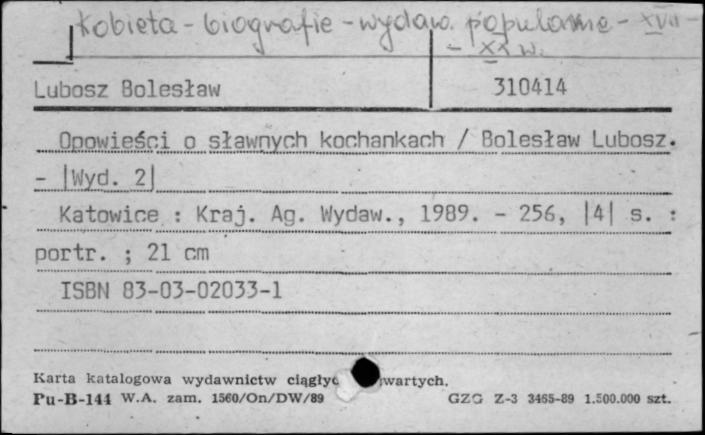 Kobieta - biografie - wydaw. popularne - XVII -
- XX w.
Lubosz Bolesław 310414
Opowieści o sławnych kochankach / Bolesław Lubosz.
- |Wyd. 2|
Katowice : Kraj. Ag. Wydaw., 1989. - 256, |4| s. :
portr. ; 21 cm
ISBN 83-03-02033-1
Karta katalogowa wydawnictw ciągłyc wartych.
Pu-B-144 W.A. zam. 1560/On/DW/89 GZG Z-3 3465-89 1.500.000 szt.